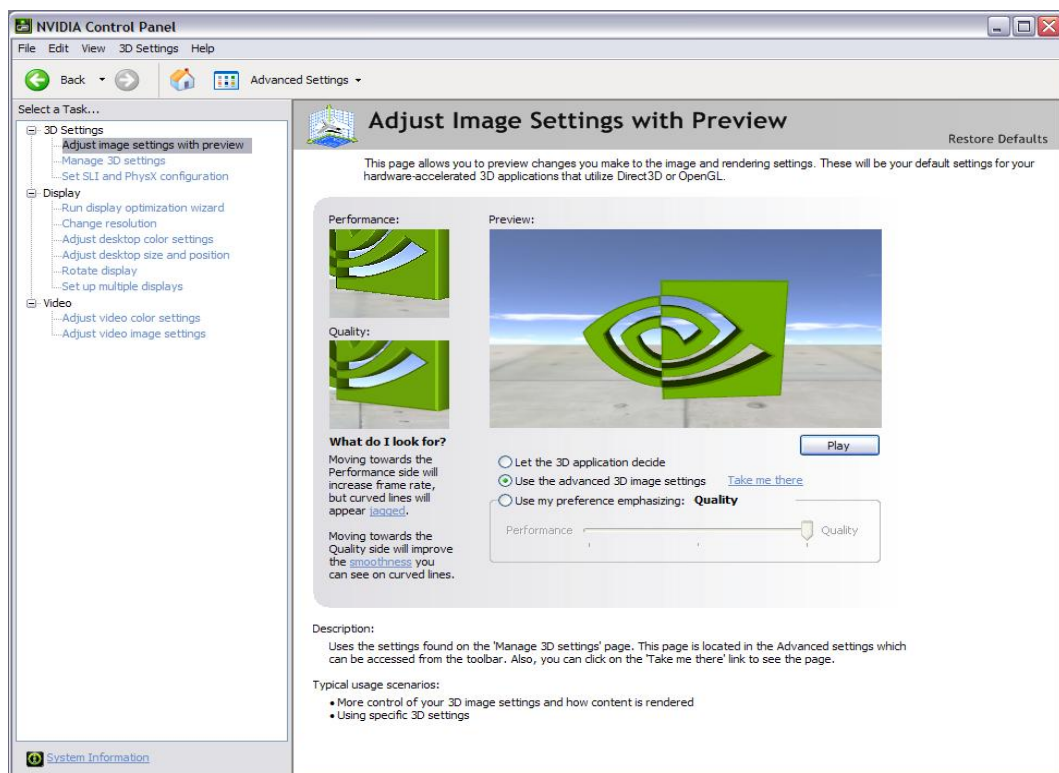 NVIDIA Control Panel
File Edit View 3D Settings Help
Back Advanced Settings
Select a Task...
3D Settings
Adjust image settings with preview
Manage 3D settings
Set SLI and PhysX configuration
Display
Run display optimization wizard
Change resolution
Adjust desktop color settings
Adjust desktop size and position
Rotate display
Set up multiple displays
Video
Adjust video color settings
Adjust video image settings
System Information
Adjust Image Settings with Preview
Restore Defaults
This page allows you to preview changes you make to the image and rendering settings. These will be your default settings for your
hardware-accelerated 3D applications that utilize Direct3D or OpenGL.
Performance:
Quality:
What do I look for?
Moving towards the
Performance side will
increase frame rate,
but curved lines will
appear jagged.
Moving towards the
Quality side will improve
the smoothness you
can see on curved lines.
Preview:
Play
Let the 3D application decide
Use the advanced 3D image settings Take me there
Use my preference emphasizing: Quality
Performance Quality
Description:
Uses the settings found on the 'Manage 3D settings' page. This page is located in the Advanced settings which
can be accessed from the toolbar. Also, you can click on the 'Take me there' link to see the page.
Typical usage scenarios:
• More control of your 3D image settings and how content is rendered
• Using specific 3D settings